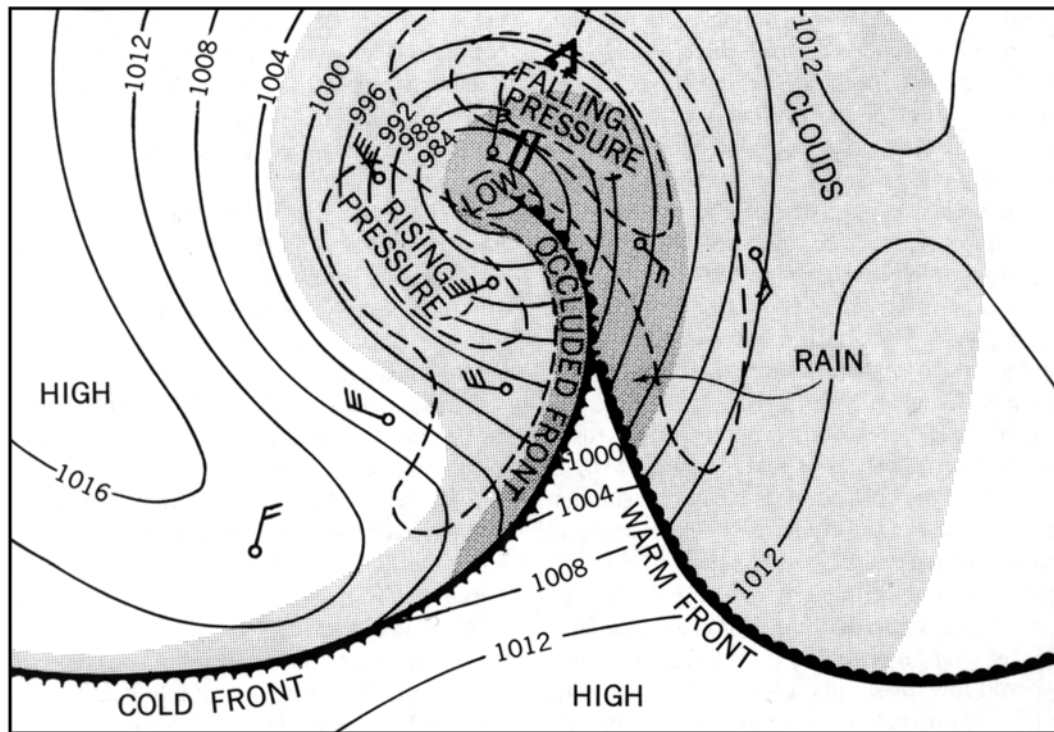 1012
1008
1004
1000
996
992
988
984
1012
A
FALLING
PRESSURE
CLOUDS
LOW
RISING
PRESSURE
OCCLUDED FRONT
RAIN
HIGH
1016
1000
1004
1008
1012
WARM FRONT
1012
COLD FRONT
HIGH